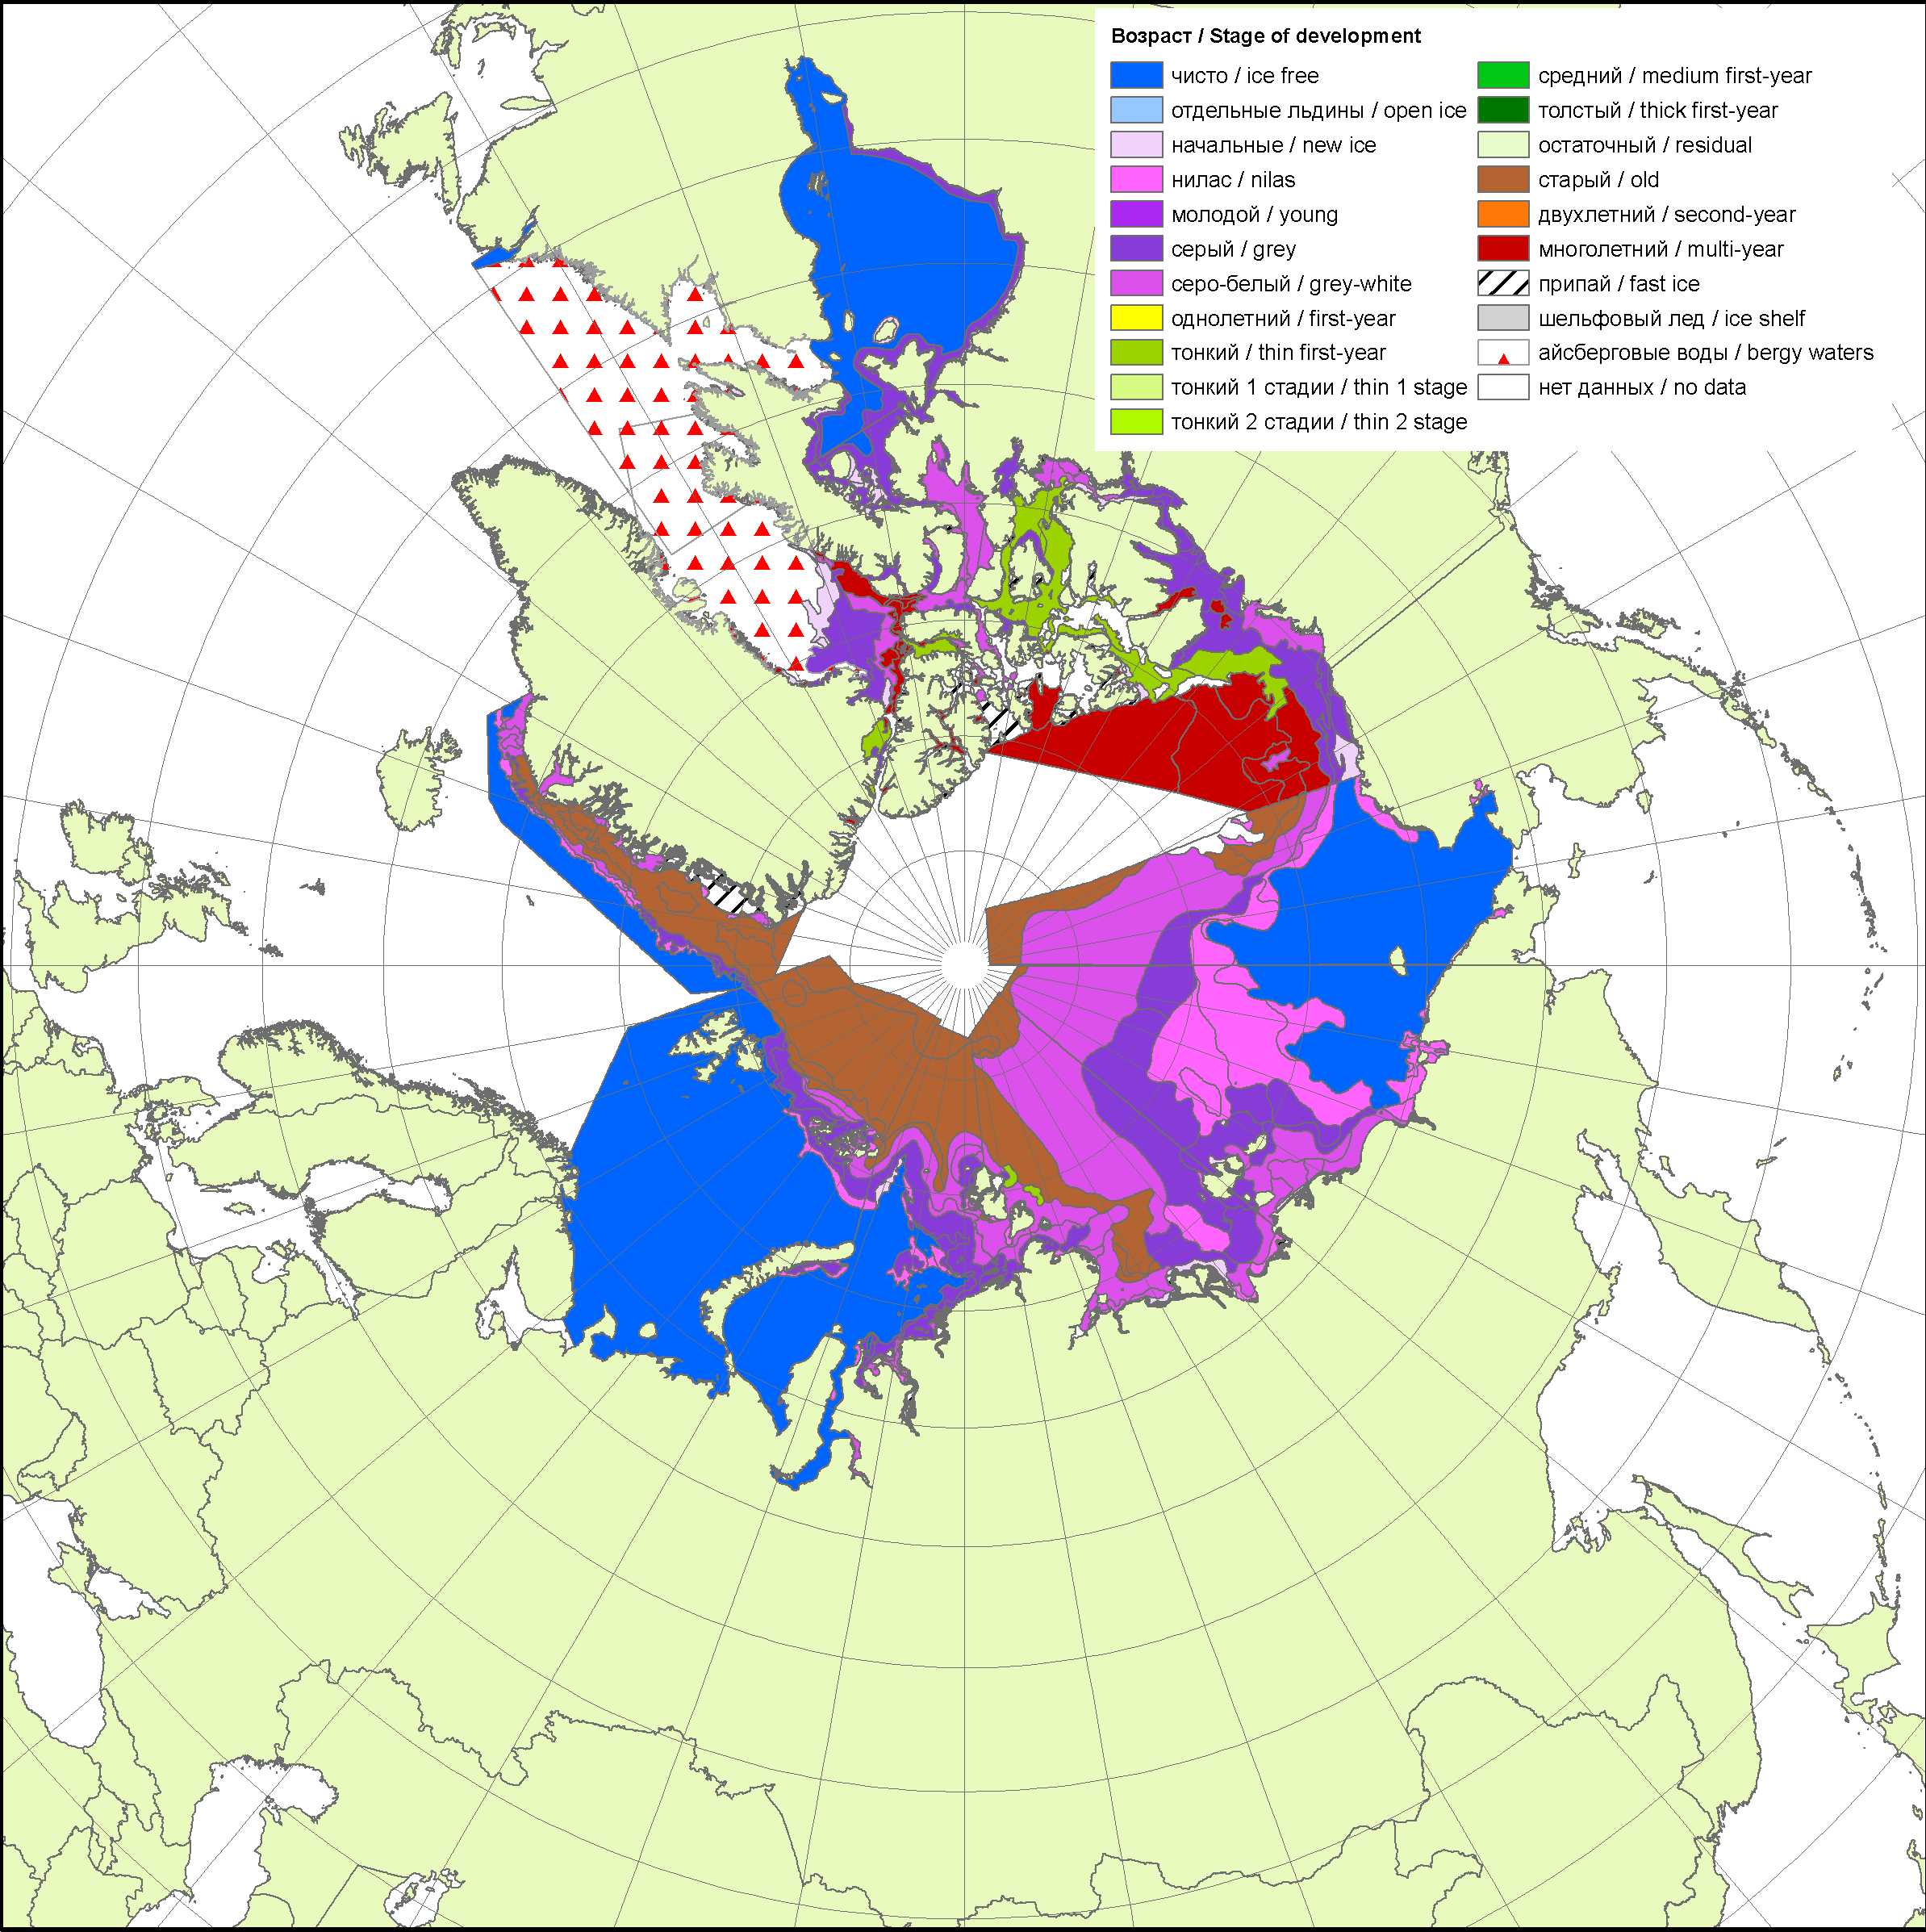 Возраст / Stage of development
чисто / ice free
отдельные льдины / open ice
начальные / new ice
нилас / nilas
молодой / young
серый / grey
серо-белый / grey-white
однолетний / first-year
тонкий / thin first-year
тонкий 1 стадии / thin 1 stage
тонкий 2 стадии / thin 2 stage
средний / medium first-year
толстый / thick first-year
остаточный / residual
старый / old
двухлетний / second-year
многолетний / multi-year
припай / fast ice
шельфовый лед / ice shelf
айсберговые воды / bergy waters
нет данных / no data